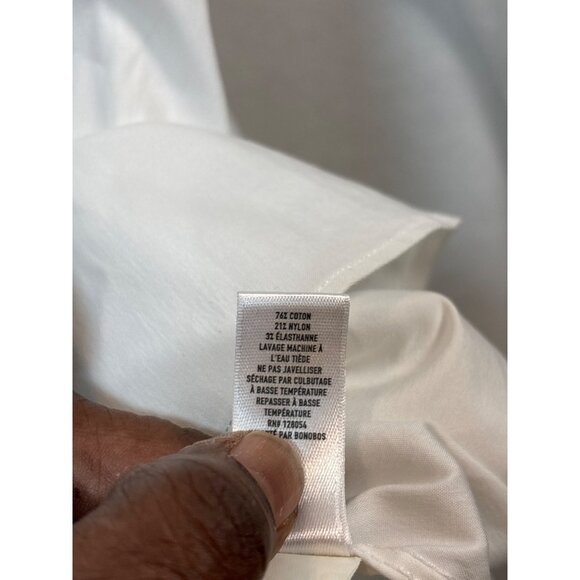 76% COTON
21% NYLON
3% ÉLASTHANNE
LAVAGE MACHINE À
L'EAU TIÈDE
NE PAS JAVELLISER
SÉCHAGE PAR CULBUTAGE
À BASSE TEMPÉRATURE
REPASSER À BASSE
TEMPÉRATURE
RN# 128054
PAR BONOBOS